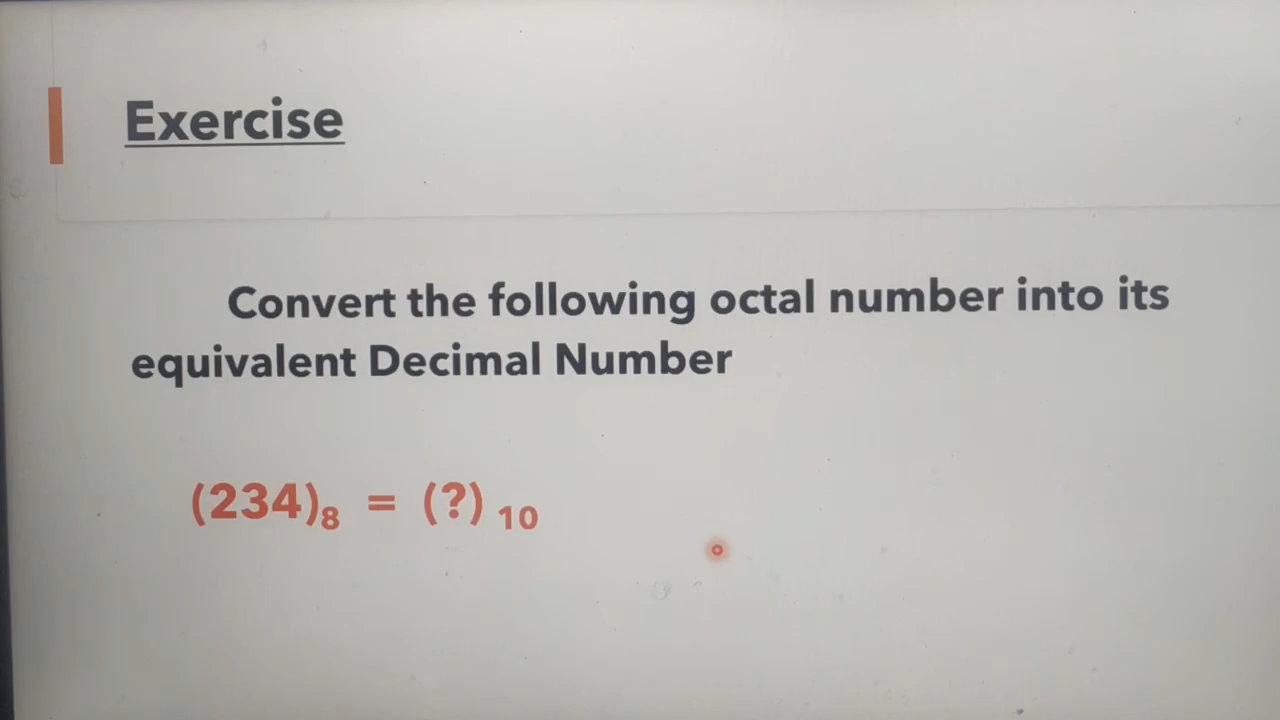 Exercise
Convert the following octal number into its
equivalent Decimal Number
(234)₈ = (?) ₁₀